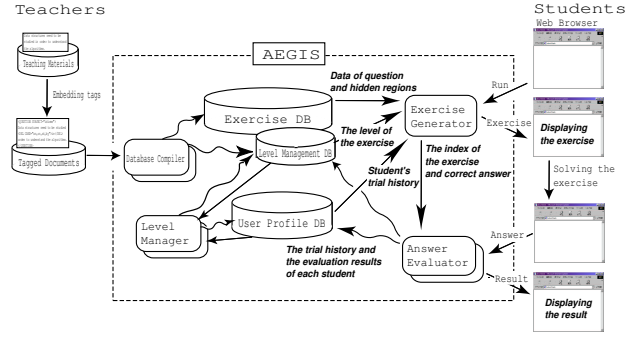 Teachers
Students
Web Browser
AEGIS
Teaching Materials
Embedding tags
Tagged Documents
Database Compiler
Exercise DB
Level Management DB
User Profile DB
Level
Manager
Data of question
and hidden regions
The level of
the exercise
Student's
trial history
Exercise
Generator
The index of
the exercise
and correct answer
The trial history and
the evaluation results
of each student
Answer
Evaluator
Run
Exercise
Displaying
the exercise
Solving the
exercise
Answer
Result
Displaying
the result